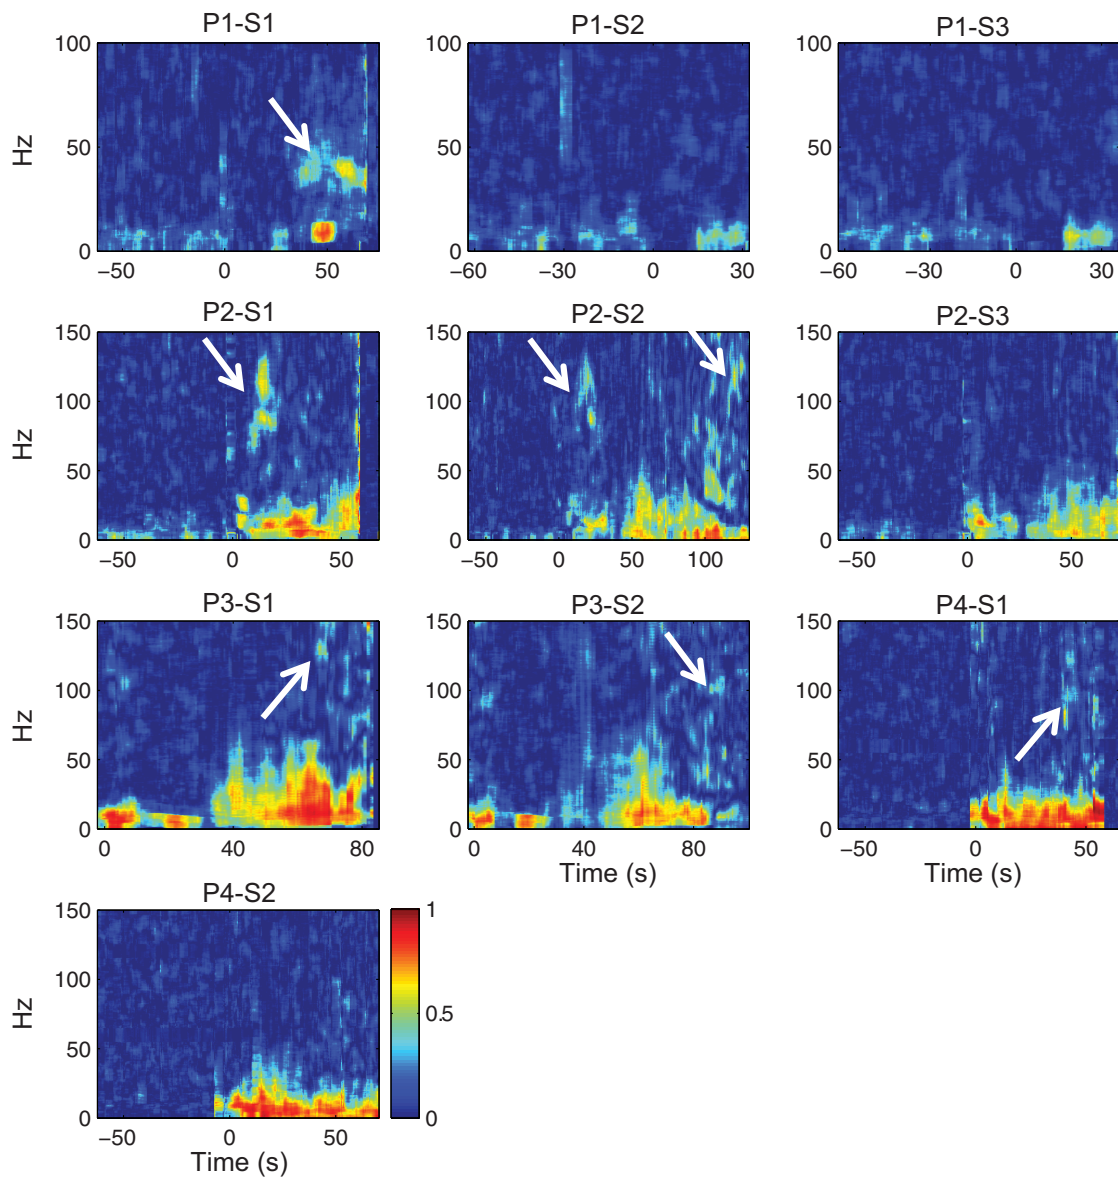 P1-S1 P1-S2 P1-S3
100 100 100
Hz 50 50 50
0 0 0
−50 0 50 −60 −30 0 30 −60 −30 0 30
P2-S1 P2-S2 P2-S3
150 150 150
Hz 100 100 100
50 50 50
0 0 0
−50 0 50 −50 0 50 100 −50 0 50
P3-S1 P3-S2 P4-S1
150 150 150
Hz 100 100 100
50 50 50
0 0 0
0 40 80 0 40 80 −50 0 50
Time (s) Time (s)
P4-S2
150 1
Hz 100
0.5
50
0 0
−50 0 50
Time (s)